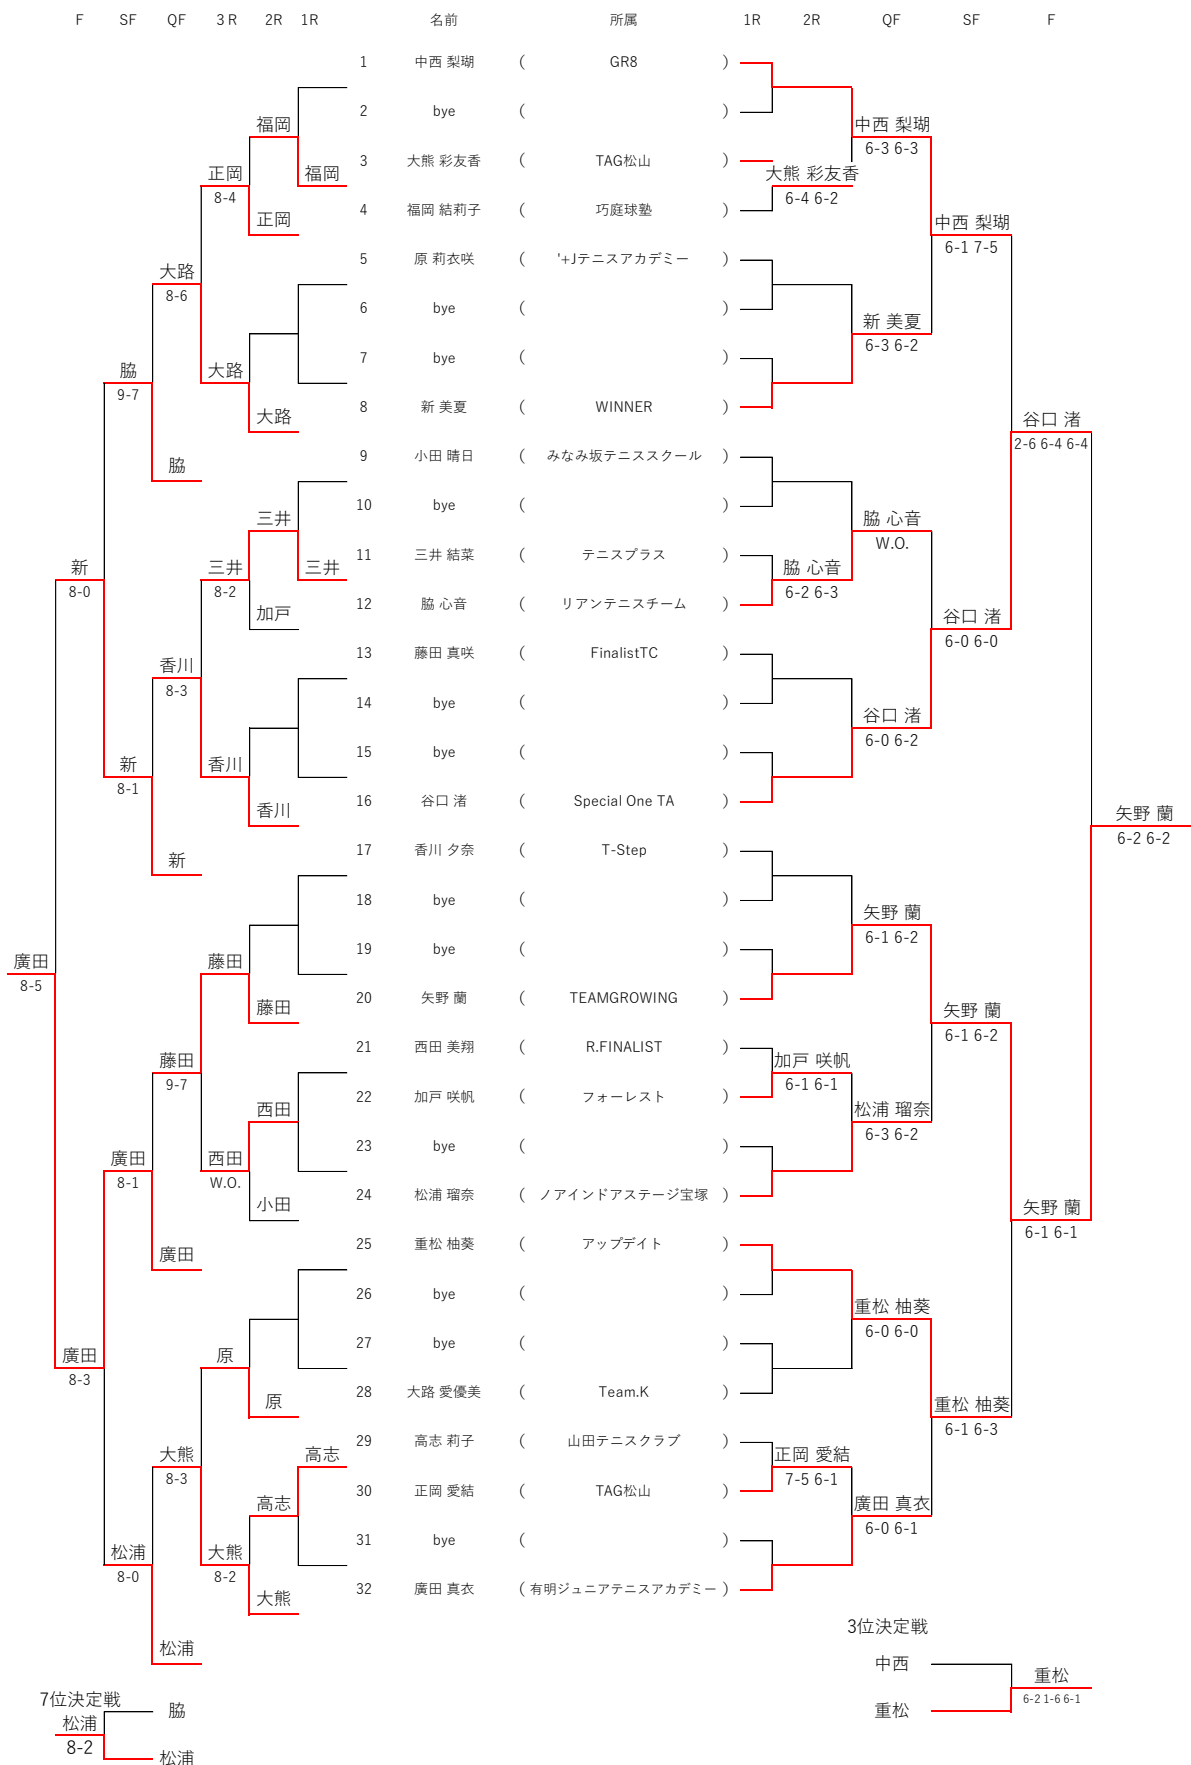 F SF QF 3R 2R 1R 名前 所属 1R 2R QF SF F
1 中西 梨瑚 ( GR8 )
2 bye ( )
福岡 中西 梨瑚
6-3 6-3
3 大熊 彩友香 ( TAG松山 )
正岡 福岡 大熊 彩友香
8-4 6-4 6-2
4 福岡 結莉子 ( 巧庭球塾 )
正岡 中西 梨瑚
6-1 7-5
5 原 莉衣咲 ( '+Jテニスアカデミー )
大路
8-6
6 bye ( )
新 美夏
6-3 6-2
7 bye ( )
脇 大路
9-7
8 新 美夏 ( WINNER )
大路 谷口 渚
2-6 6-4 6-4
9 小田 晴日 ( みなみ坂テニススクール )
脇
10 bye ( )
三井 脇 心音
W.O.
11 三井 結菜 ( テニスプラス )
新 三井 三井 脇 心音
8-0 8-2 6-2 6-3
12 脇 心音 ( リアンテニスチーム )
加戸 谷口 渚
6-0 6-0
13 藤田 真咲 ( FinalistTC )
香川
8-3
14 bye ( )
谷口 渚
6-0 6-2
15 bye ( )
新 香川
8-1
16 谷口 渚 ( Special One TA )
香川 矢野 蘭
6-2 6-2
17 香川 夕奈 ( T-Step )
新
18 bye ( )
矢野 蘭
6-1 6-2
19 bye ( )
廣田 藤田
8-5
20 矢野 蘭 ( TEAMGROWING )
藤田 矢野 蘭
6-1 6-2
21 西田 美翔 ( R.FINALIST )
藤田 加戸 咲帆
9-7 6-1 6-1
22 加戸 咲帆 ( フォーレスト )
西田 松浦 瑠奈
6-3 6-2
23 bye ( )
廣田 西田
8-1 W.O.
24 松浦 瑠奈 ( ノアインドアステージ宝塚 )
小田 矢野 蘭
6-1 6-1
25 重松 柚葵 ( アップデイト )
廣田
26 bye ( )
重松 柚葵
6-0 6-0
27 bye ( )
廣田 原
8-3
28 大路 愛優美 ( Team.K )
原 重松 柚葵
6-1 6-3
29 高志 莉子 ( 山田テニスクラブ )
大熊 高志 正岡 愛結
8-3 7-5 6-1
30 正岡 愛結 ( TAG松山 )
高志 廣田 真衣
6-0 6-1
31 bye ( )
松浦 大熊
8-0 8-2
32 廣田 真衣 ( 有明ジュニアテニスアカデミー )
大熊
3位決定戦
松浦
中西
重松
6-2 1-6 6-1
重松
7位決定戦
脇
松浦
8-2
松浦